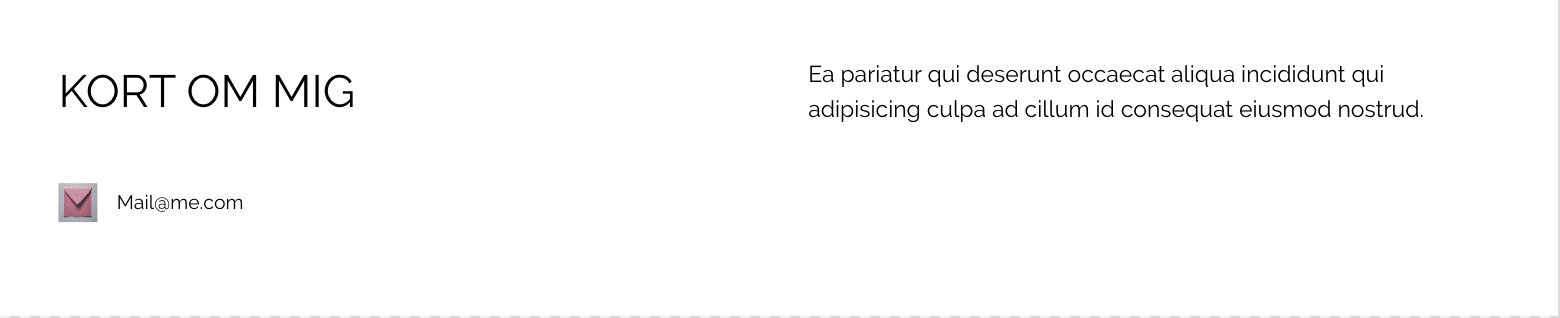 KORT OM MIG
Mail@me.com
Ea pariatur qui deserunt occaecat aliqua incididunt qui
adipisicing culpa ad cillum id consequat eiusmod nostrud.